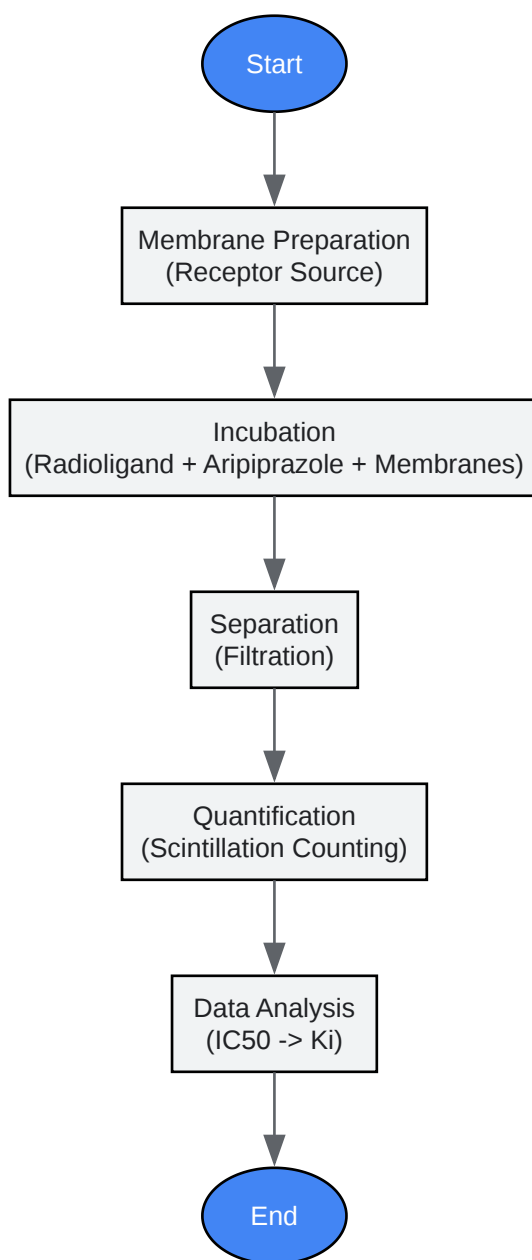 Start
Membrane Preparation
(Receptor Source)
Incubation
(Radioligand + Aripiprazole + Membranes)
Separation
(Filtration)
Quantification
(Scintillation Counting)
Data Analysis
(IC50 -> Ki)
End